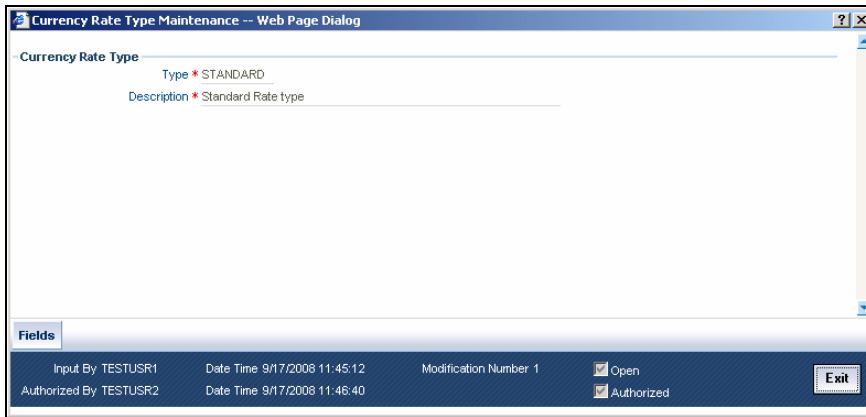 Currency Rate Type Maintenance -- Web Page Dialog
Currency Rate Type
Type * STANDARD
Description * Standard Rate type
Fields
Input By TESTUSR1 Date Time 9/17/2008 11:45:12 Modification Number 1 Open
Authorized By TESTUSR2 Date Time 9/17/2008 11:46:40 Authorized
Exit